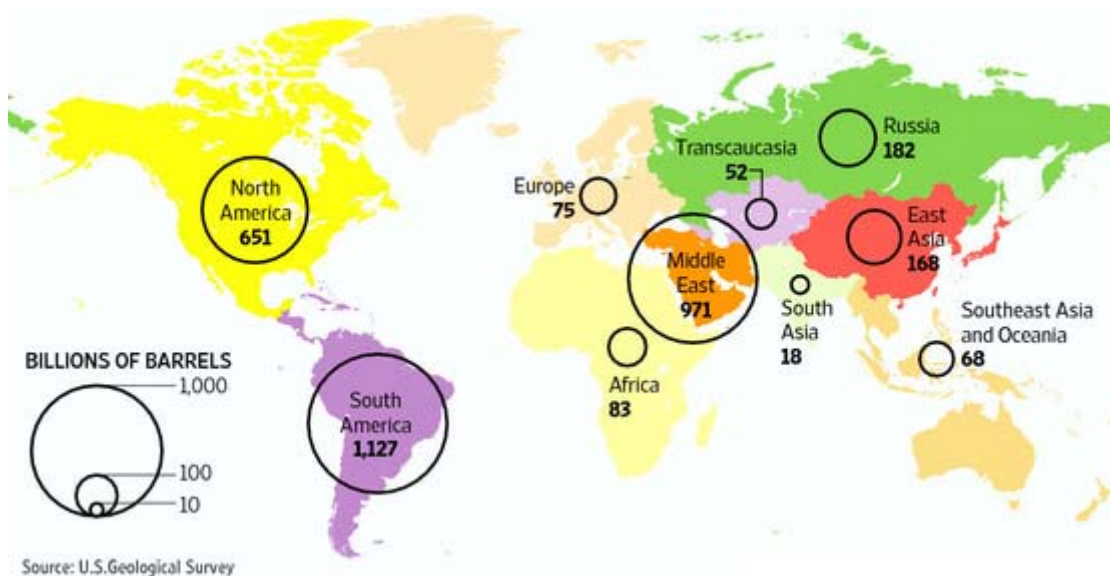 North
America
651
Europe
75
Transcaucasia
52
Russia
182
East
Asia
168
Middle
East
971
South
Asia
18
Southeast Asia
and Oceania
68
Africa
83
South
America
1,127
BILLIONS OF BARRELS
1,000
100
10
Source: U.S.Geological Survey